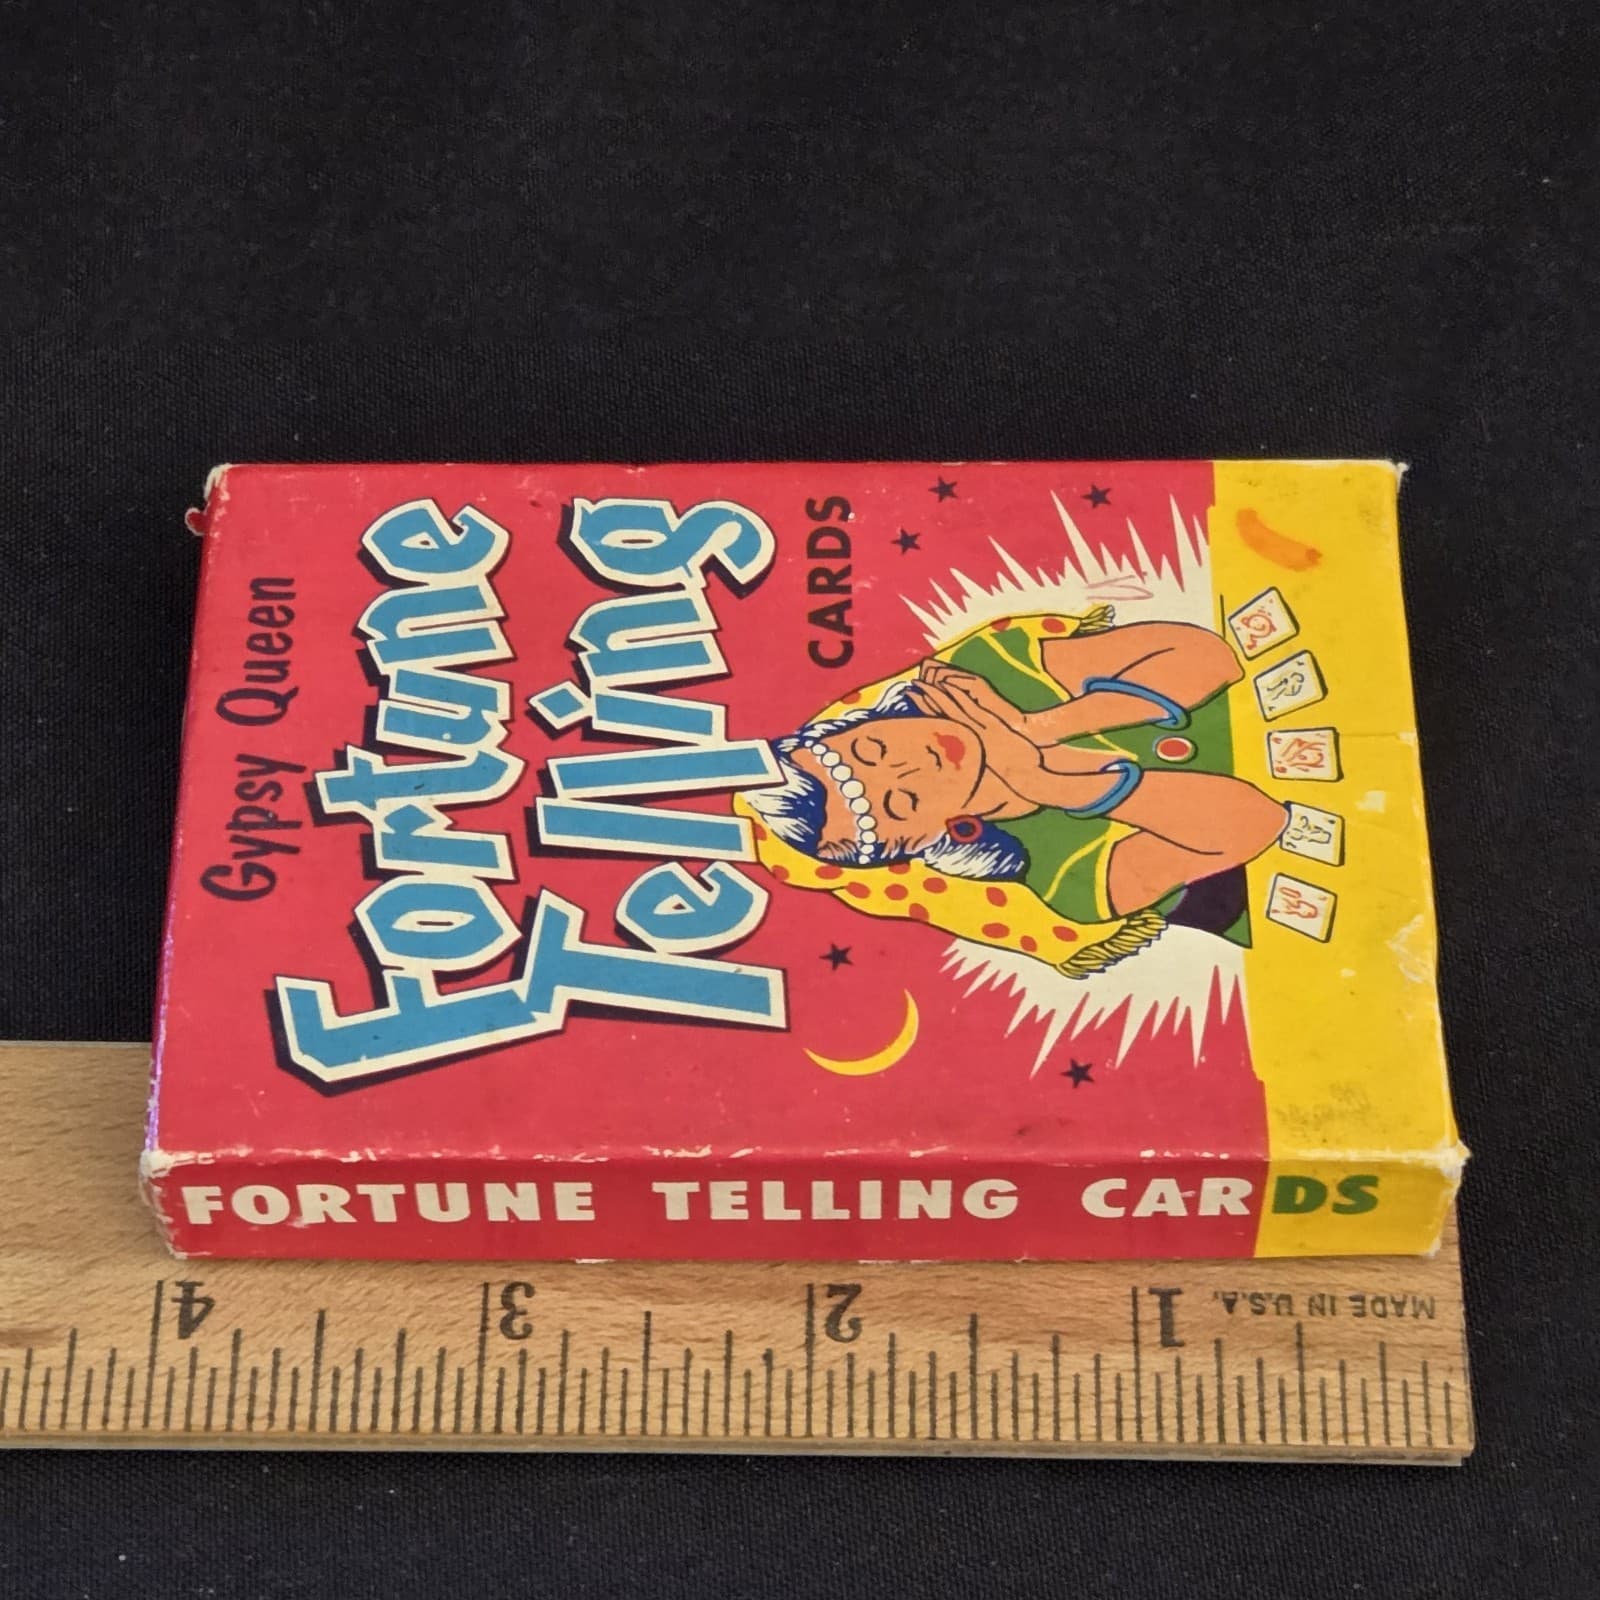 Gypsy Queen
Fortune
Telling
CARDS
FORTUNE TELLING CARDS
4 3 2 1
MADE IN U.S.A.